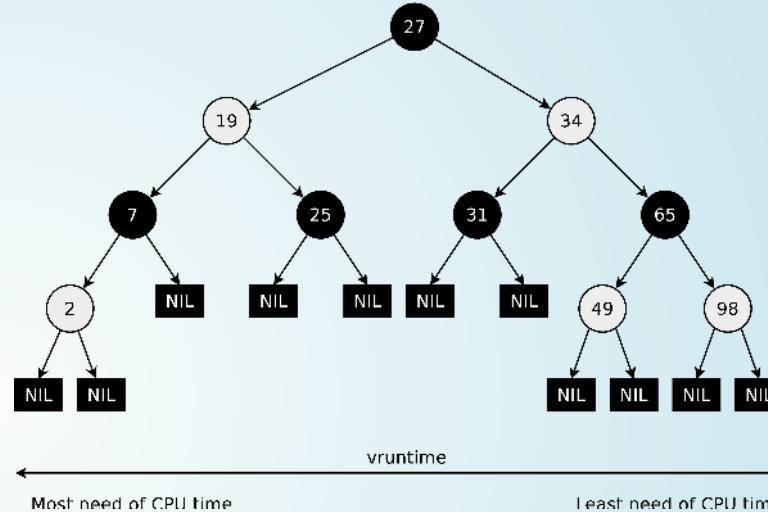 27
19 34
7 25 31 65
2 NIL NIL NIL NIL NIL 49 98
NIL NIL NIL NIL NIL NIL
vruntime
Most need of CPU time Least need of CPU